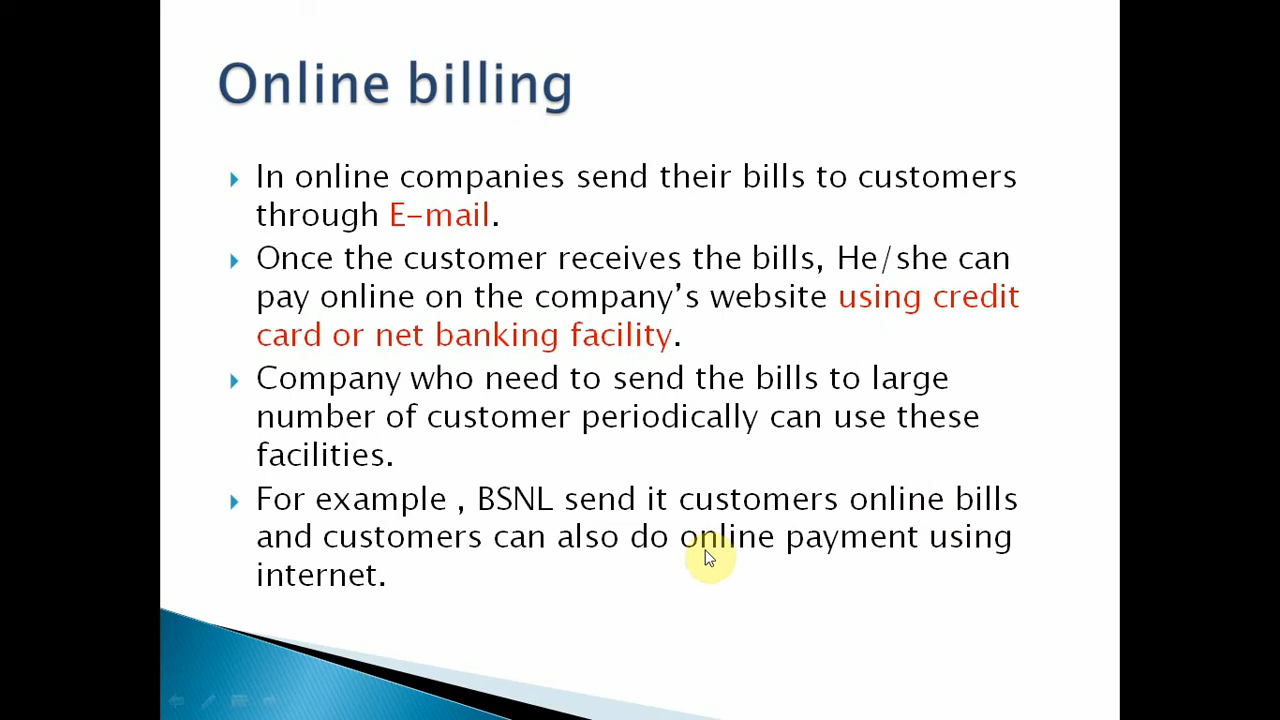 Online billing
In online companies send their bills to customers
through E-mail.
Once the customer receives the bills, He/she can
pay online on the company's website using credit
card or net banking facility.
Company who need to send the bills to large
number of customer periodically can use these
facilities.
For example , BSNL send it customers online bills
and customers can also do online payment using
internet.